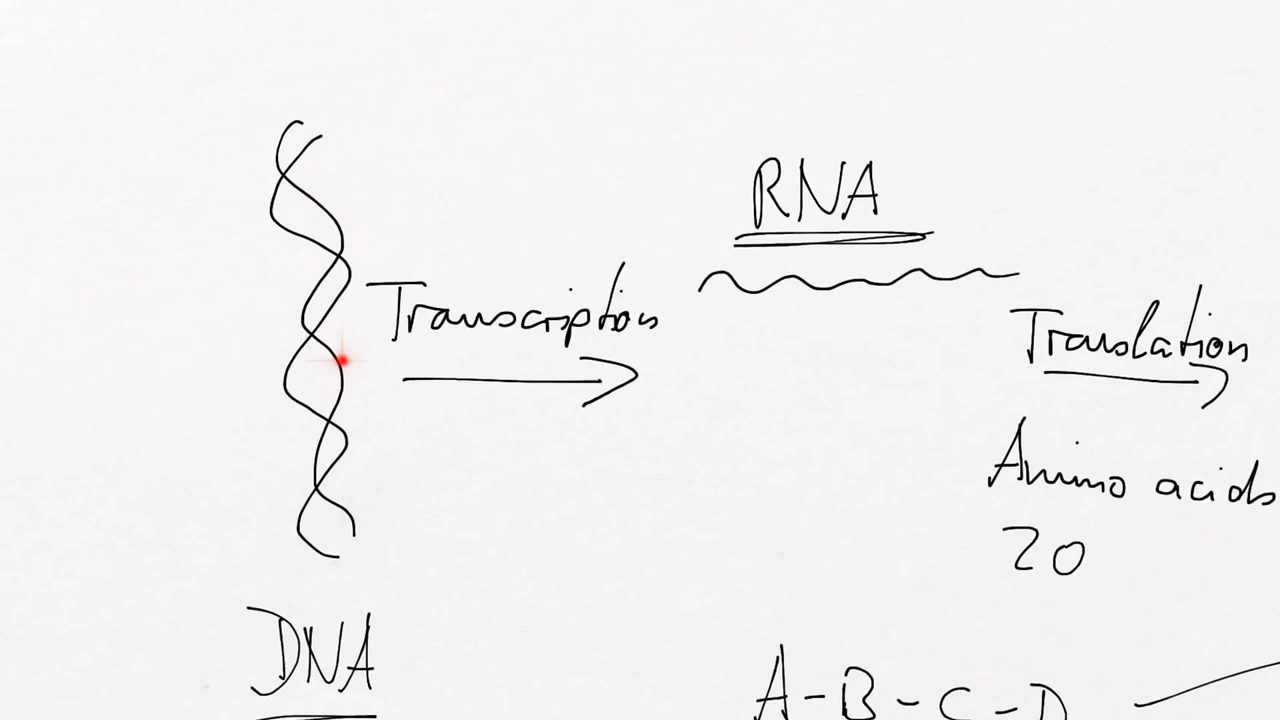 RNA
Transcription
Translation
Amino acids
20
DNA
A-B-C-D